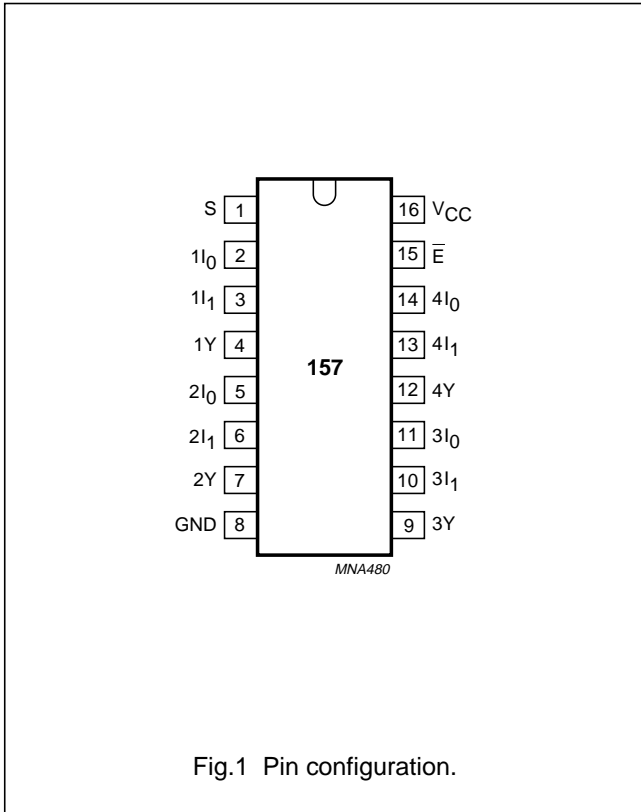 S 1 16 VCC
1I0 2 15 E̅
1I1 3 14 4I0
1Y 4 13 4I1
157
2I0 5 12 4Y
2I1 6 11 3I0
2Y 7 10 3I1
GND 8 9 3Y
MNA480
Fig.1 Pin configuration.